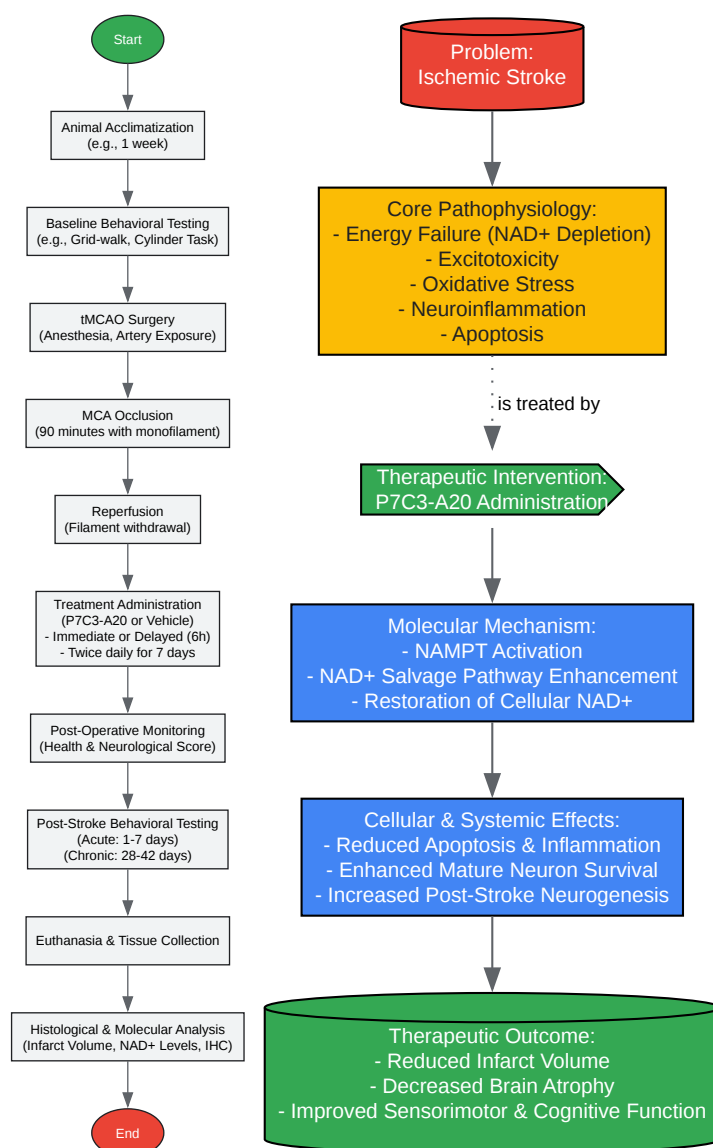 Start
Animal Acclimatization
(e.g., 1 week)
Baseline Behavioral Testing
(e.g., Grid-walk, Cylinder Task)
tMCAO Surgery
(Anesthesia, Artery Exposure)
MCA Occlusion
(90 minutes with monofilament)
Reperfusion
(Filament withdrawal)
Treatment Administration
(P7C3-A20 or Vehicle)
- Immediate or Delayed (6h)
- Twice daily for 7 days
Post-Operative Monitoring
(Health & Neurological Score)
Post-Stroke Behavioral Testing
(Acute: 1-7 days)
(Chronic: 28-42 days)
Euthanasia & Tissue Collection
Histological & Molecular Analysis
(Infarct Volume, NAD+ Levels, IHC)
End
Problem:
Ischemic Stroke
Core Pathophysiology:
- Energy Failure (NAD+ Depletion)
- Excitotoxicity
- Oxidative Stress
- Neuroinflammation
- Apoptosis
is treated by
Therapeutic Intervention:
P7C3-A20 Administration
Molecular Mechanism:
- NAMPT Activation
- NAD+ Salvage Pathway Enhancement
- Restoration of Cellular NAD+
Cellular & Systemic Effects:
- Reduced Apoptosis & Inflammation
- Enhanced Mature Neuron Survival
- Increased Post-Stroke Neurogenesis
Therapeutic Outcome:
- Reduced Infarct Volume
- Decreased Brain Atrophy
- Improved Sensorimotor & Cognitive Function